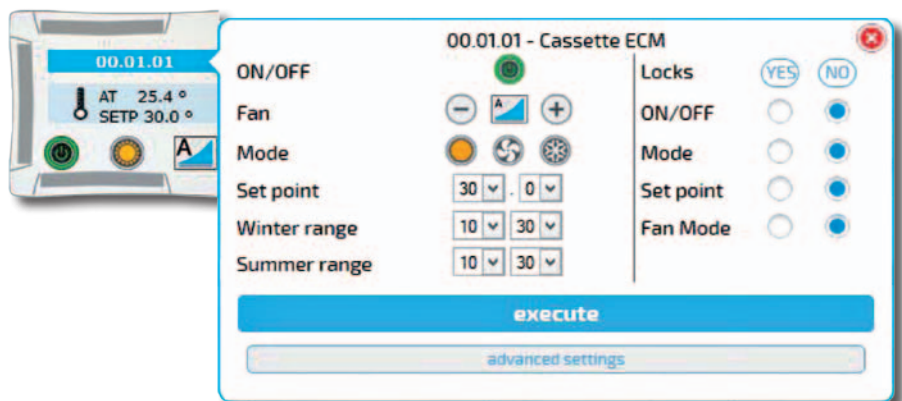 00.01.01
AT 25.4 °
SETP 30.0 °
A
00.01.01 - Cassette ECM
ON/OFF
Fan
A
Mode
Set point 30 . 0
Winter range 10 30
Summer range 10 30
Locks YES NO
ON/OFF
Mode
Set point
Fan Mode
execute
advanced settings